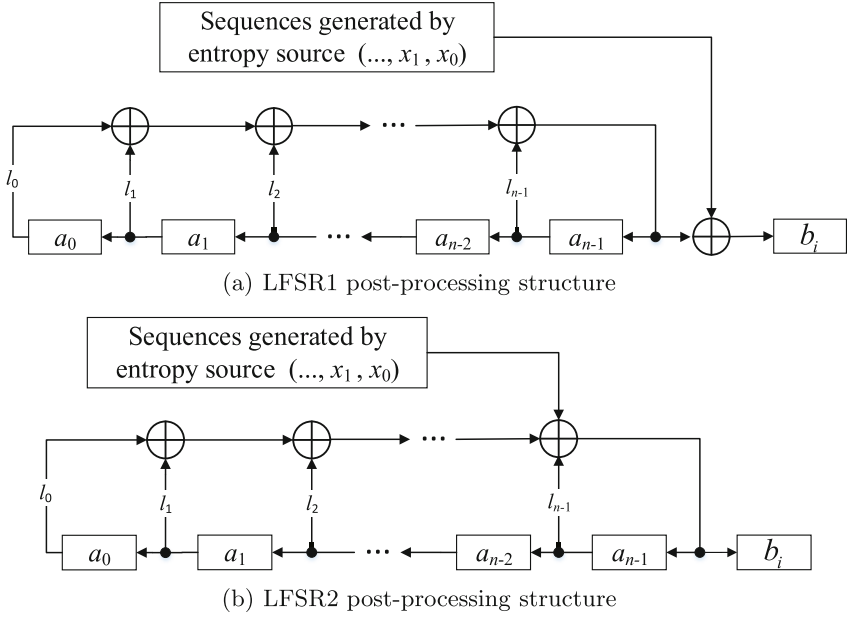 Sequences generated by
entropy source (..., x₁, x₀)
l₀
l₁
l₂
...
lₙ₋₁
a₀
a₁
...
aₙ₋₂
aₙ₋₁
bᵢ
(a) LFSR1 post-processing structure
Sequences generated by
entropy source (..., x₁, x₀)
l₀
l₁
l₂
...
lₙ₋₁
a₀
a₁
...
aₙ₋₂
aₙ₋₁
bᵢ
(b) LFSR2 post-processing structure